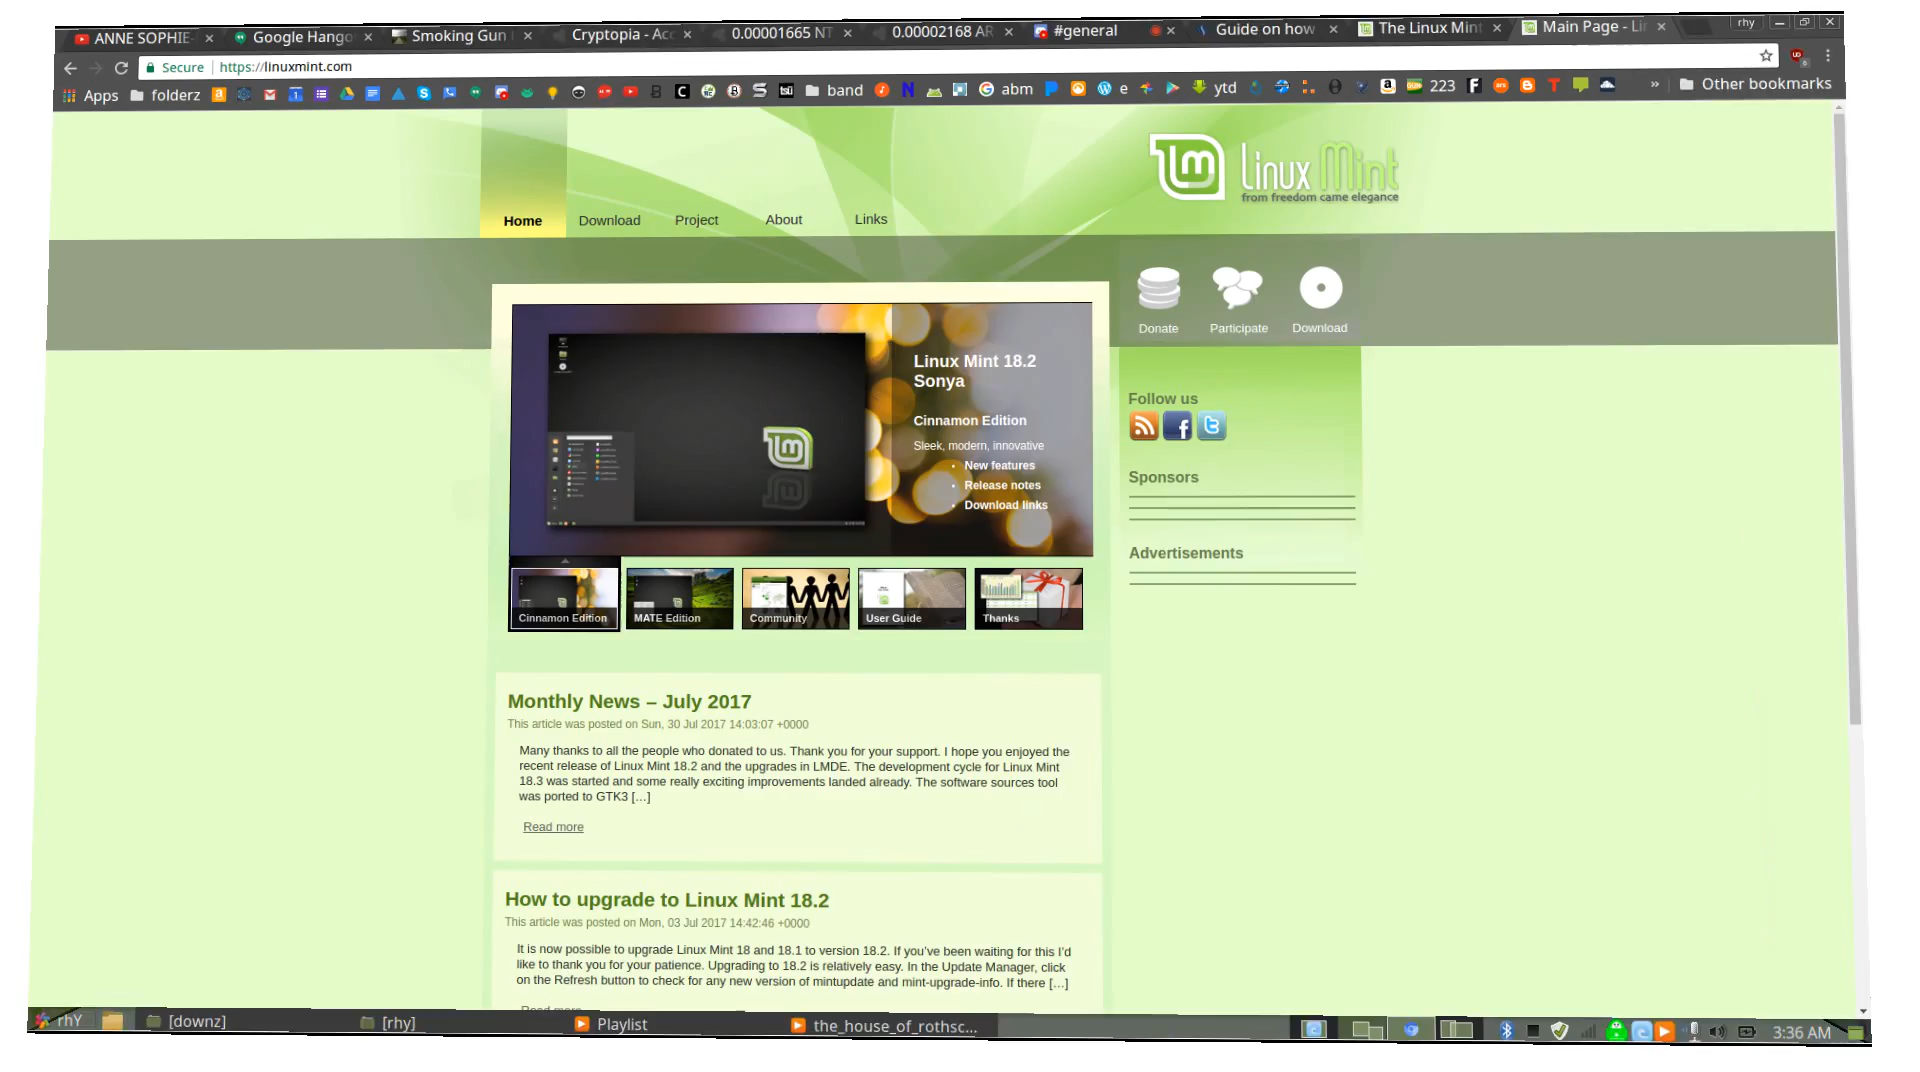 ANNE SOPHIE- Google Hango Smoking Gun Cryptopia - Acc 0.00001665 NT 0.00002168 AR #general Guide on how The Linux Mint Main Page - Li rhy
Secure https://linuxmint.com
Apps folderz band abm e ytd 223 Other bookmarks
Linux Mint
from freedom came elegance
Home Download Project About Links
Donate Participate Download
Linux Mint 18.2
Sonya
Cinnamon Edition
Sleek, modern, innovative
New features
Release notes
Download links
Follow us
Sponsors
Advertisements
Cinnamon Edition MATE Edition Community User Guide Thanks
Monthly News – July 2017
This article was posted on Sun, 30 Jul 2017 14:03:07 +0000
Many thanks to all the people who donated to us. Thank you for your support. I hope you enjoyed the
recent release of Linux Mint 18.2 and the upgrades in LMDE. The development cycle for Linux Mint
18.3 was started and some really exciting improvements landed already. The software sources tool
was ported to GTK3 […]
Read more
How to upgrade to Linux Mint 18.2
This article was posted on Mon, 03 Jul 2017 14:42:46 +0000
It is now possible to upgrade Linux Mint 18 and 18.1 to version 18.2. If you've been waiting for this I'd
like to thank you for your patience. Upgrading to 18.2 is relatively easy. In the Update Manager, click
on the Refresh button to check for any new version of mintupdate and mint-upgrade-info. If there […]
Read more
rhY [downz] [rhy] Playlist the_house_of_rothsc... 3:36 AM